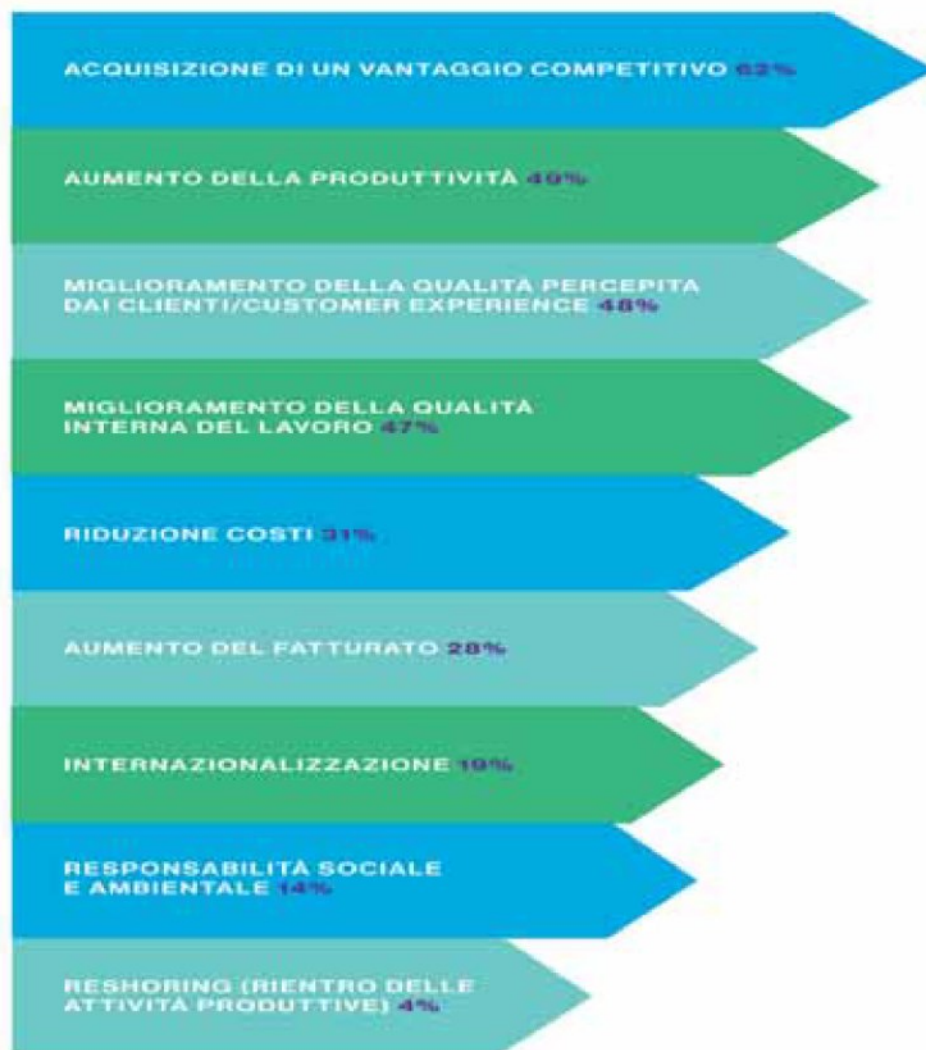 ACQUISIZIONE DI UN VANTAGGIO COMPETITIVO 62%
AUMENTO DELLA PRODUTTIVITÀ 49%
MIGLIORAMENTO DELLA QUALITÀ PERCEPITA
DAI CLIENTI/CUSTOMER EXPERIENCE 48%
MIGLIORAMENTO DELLA QUALITÀ
INTERNA DEL LAVORO 47%
RIDUZIONE COSTI 31%
AUMENTO DEL FATTURATO 28%
INTERNAZIONALIZZAZIONE 19%
RESPONSABILITÀ SOCIALE
E AMBIENTALE 14%
RESHORING (RIENTRO DELLE
ATTIVITÀ PRODUTTIVE) 4%